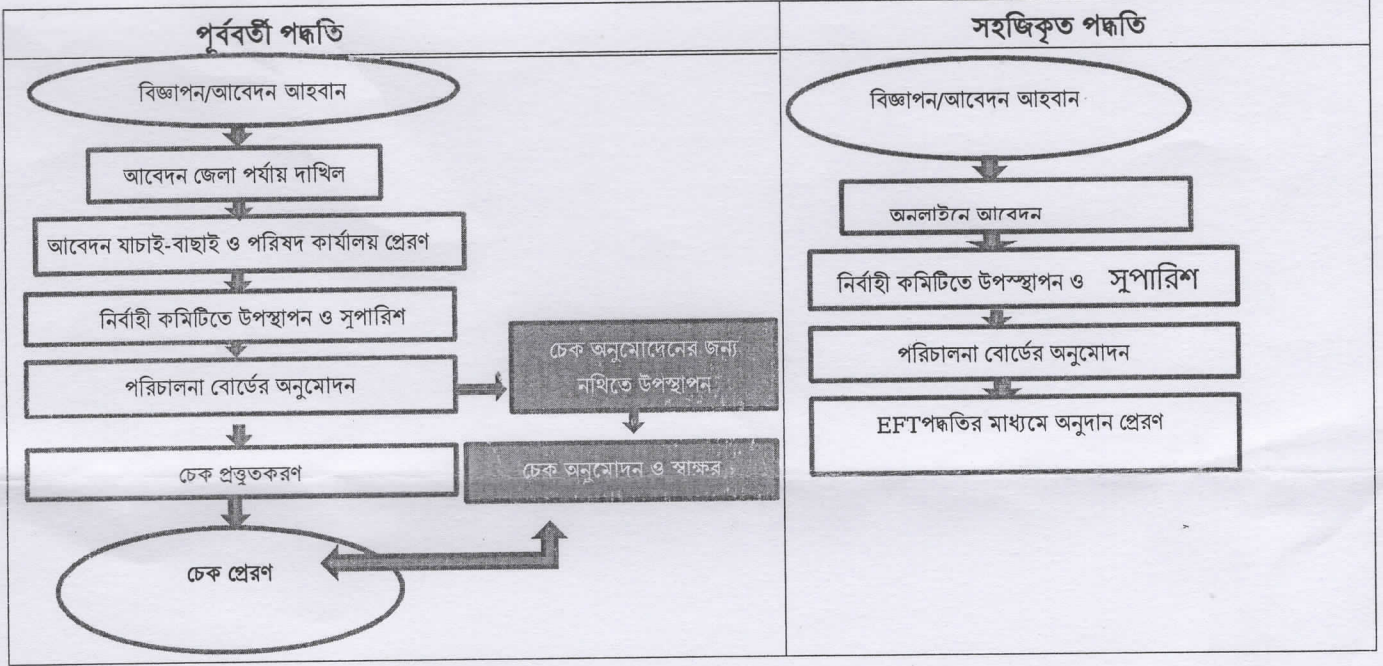 পূর্ববর্তী পদ্ধতি
বিজ্ঞাপন/আবেদন আহবান
আবেদন জেলা পর্যায় দাখিল
আবেদন যাচাই-বাছাই ও পরিষদ কার্যালয় প্রেরণ
নির্বাহী কমিটিতে উপস্থাপন ও সুপারিশ
পরিচালনা বোর্ডের অনুমোদন
চেক অনুমোদেনের জন্য
নথিতে উপস্থাপন
চেক প্রত্তুতকরণ
চেক অনুমোদন ও স্বাক্ষর
চেক প্রেরণ
সহজিকৃত পদ্ধতি
বিজ্ঞাপন/আবেদন আহবান
অনলাইনে আবেদন
নির্বাহী কমিটিতে উপস্স্থাপন ও সুপারিশ
পরিচালনা বোর্ডের অনুমোদন
EFTপদ্ধতির মাধ্যমে অনুদান প্রেরণ